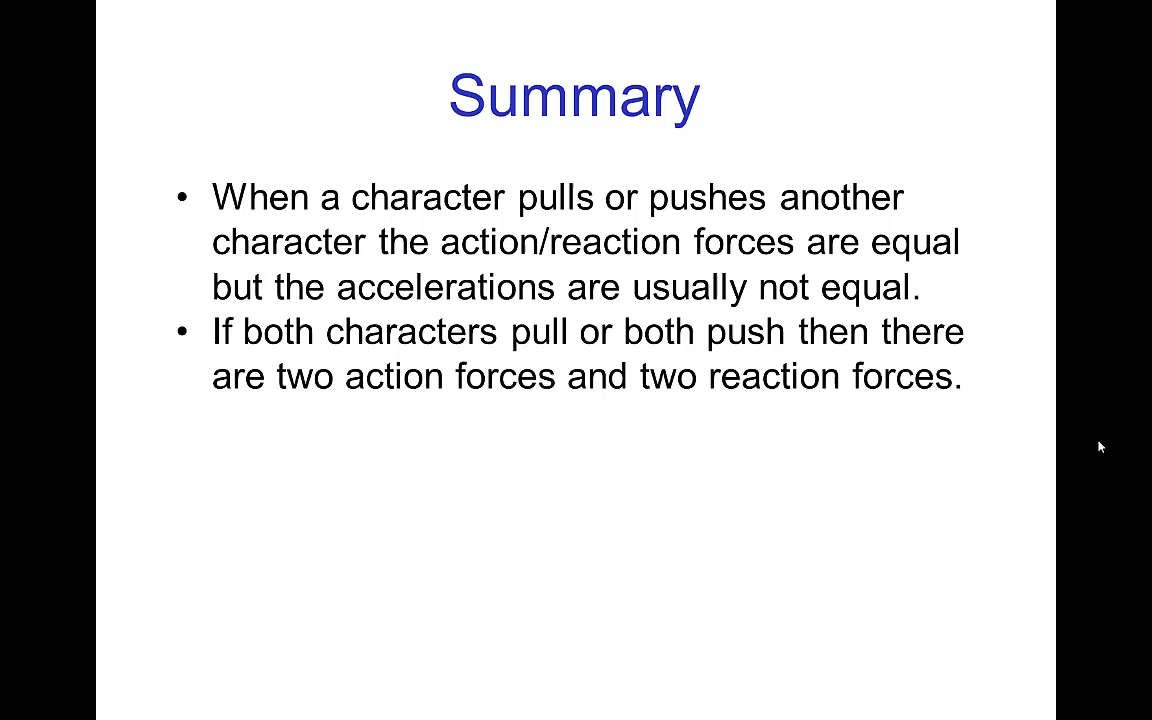 Summary
• When a character pulls or pushes another
character the action/reaction forces are equal
but the accelerations are usually not equal.
• If both characters pull or both push then there
are two action forces and two reaction forces.